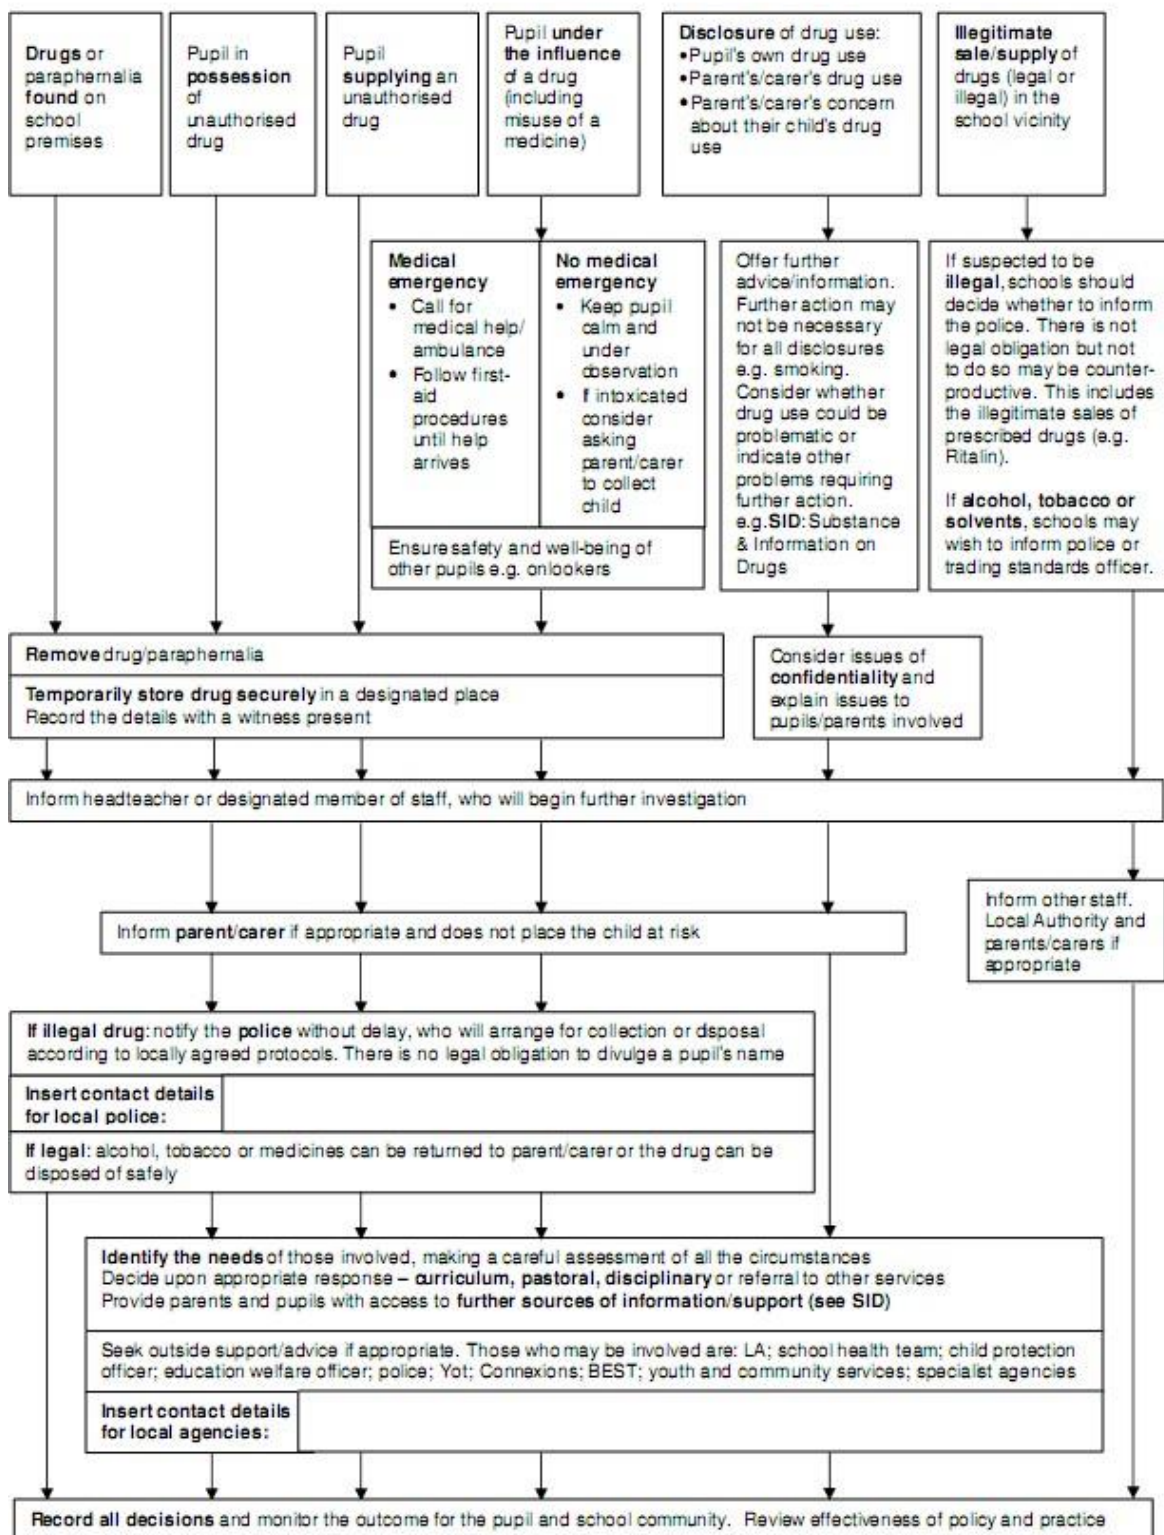 Drugs or
paraphernalia
found on
school
premises
Pupil in
possession
of
unauthorised
drug
Pupil
supplying an
unauthorised
drug
Pupil under
the influence
of a drug
(including
misuse of a
medicine)
Disclosure of drug use:
•Pupil's own drug use
•Parent's/carer's drug use
•Parent's/carer's concern
about their child's drug
use
Illegitimate
sale/supply of
drugs (legal or
illegal) in the
school vicinity
Medical
emergency
• Call for
medical help/
ambulance
• Follow first-
aid
procedures
until help
arrives
No medical
emergency
• Keep pupil
calm and
under
observation
• If intoxicated
consider
asking
parent/carer
to collect
child
Ensure safety and well-being of
other pupils e.g. onlookers
Offer further
advice/information.
Further action may
not be necessary
for all disclosures
e.g. smoking.
Consider whether
drug use could be
problematic or
indicate other
problems requiring
further action.
e.g.SID: Substance
& Information on
Drugs
If suspected to be
illegal, schools should
decide whether to inform
the police. There is not
legal obligation but not
to do so may be counter-
productive. This includes
the illegitimate sales of
prescribed drugs (e.g.
Ritalin).
If alcohol, tobacco or
solvents, schools may
wish to inform police or
trading standards officer.
Remove drug/paraphernalia
Temporarily store drug securely in a designated place
Record the details with a witness present
Consider issues of
confidentiality and
explain issues to
pupils/parents involved
Inform headteacher or designated member of staff, who will begin further investigation
Inform other staff.
Local Authority and
parents/carers if
appropriate
Inform parent/carer if appropriate and does not place the child at risk
If illegal drug: notify the police without delay, who will arrange for collection or disposal
according to locally agreed protocols. There is no legal obligation to divulge a pupil's name
Insert contact details
for local police:
If legal: alcohol, tobacco or medicines can be returned to parent/carer or the drug can be
disposed of safely
Identify the needs of those involved, making a careful assessment of all the circumstances
Decide upon appropriate response – curriculum, pastoral, disciplinary or referral to other services
Provide parents and pupils with access to further sources of information/support (see SID)
Seek outside support/advice if appropriate. Those who may be involved are: LA; school health team; child protection
officer; education welfare officer; police; Yot; Connexions; BEST; youth and community services; specialist agencies
Insert contact details
for local agencies:
Record all decisions and monitor the outcome for the pupil and school community. Review effectiveness of policy and practice